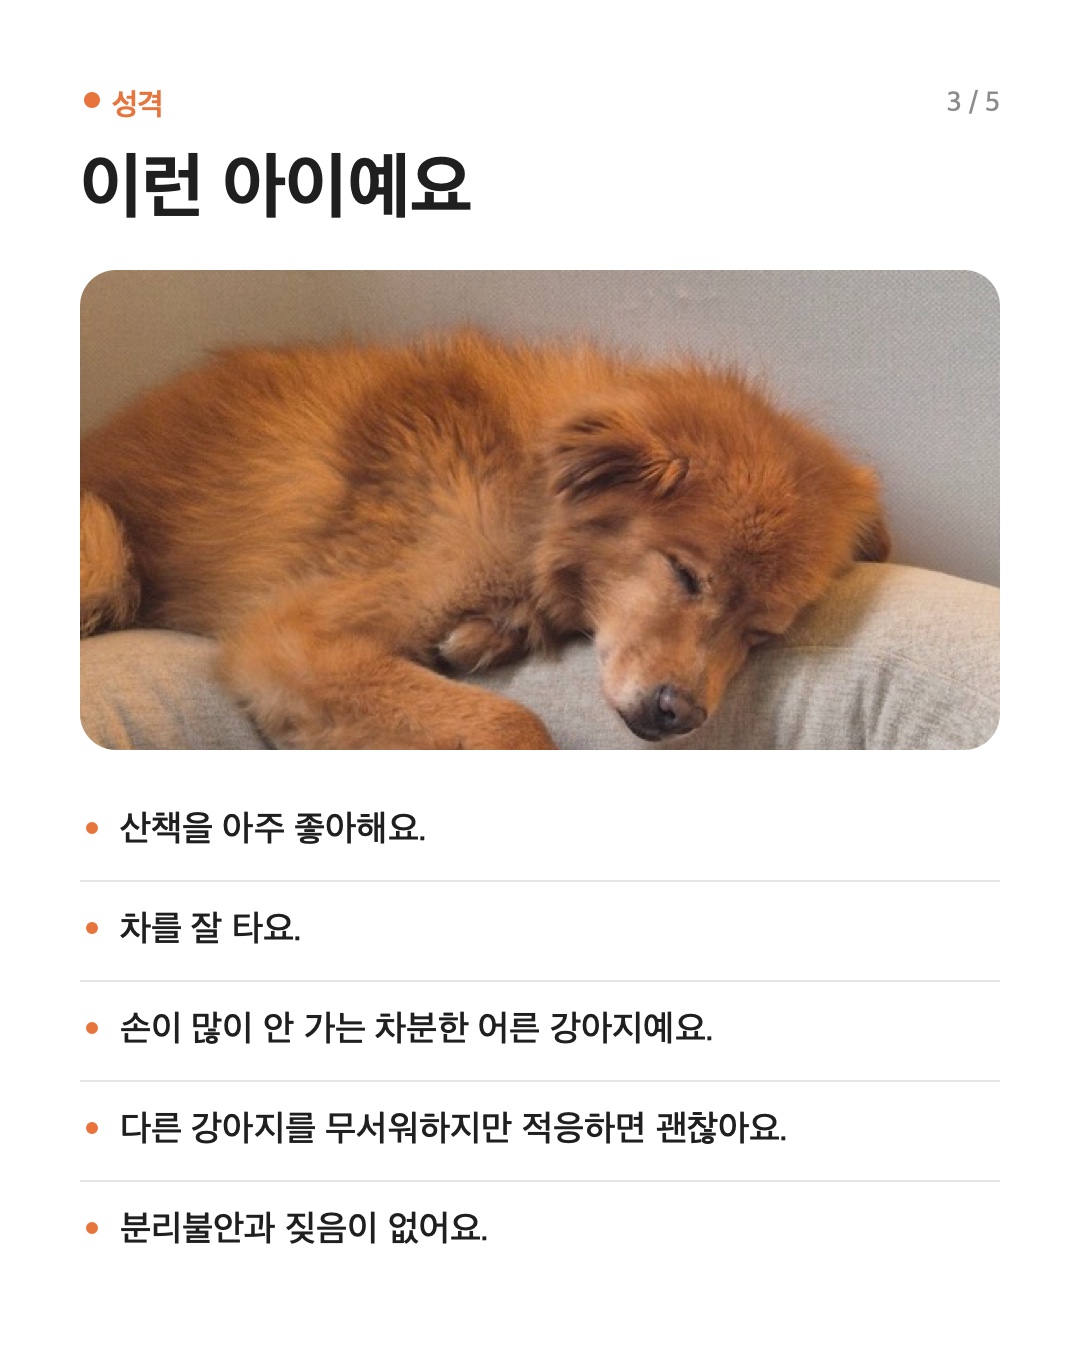 성격
3 / 5
이런 아이예요
산책을 아주 좋아해요.
차를 잘 타요.
손이 많이 안 가는 차분한 어른 강아지예요.
다른 강아지를 무서워하지만 적응하면 괜찮아요.
분리불안과 짖음이 없어요.